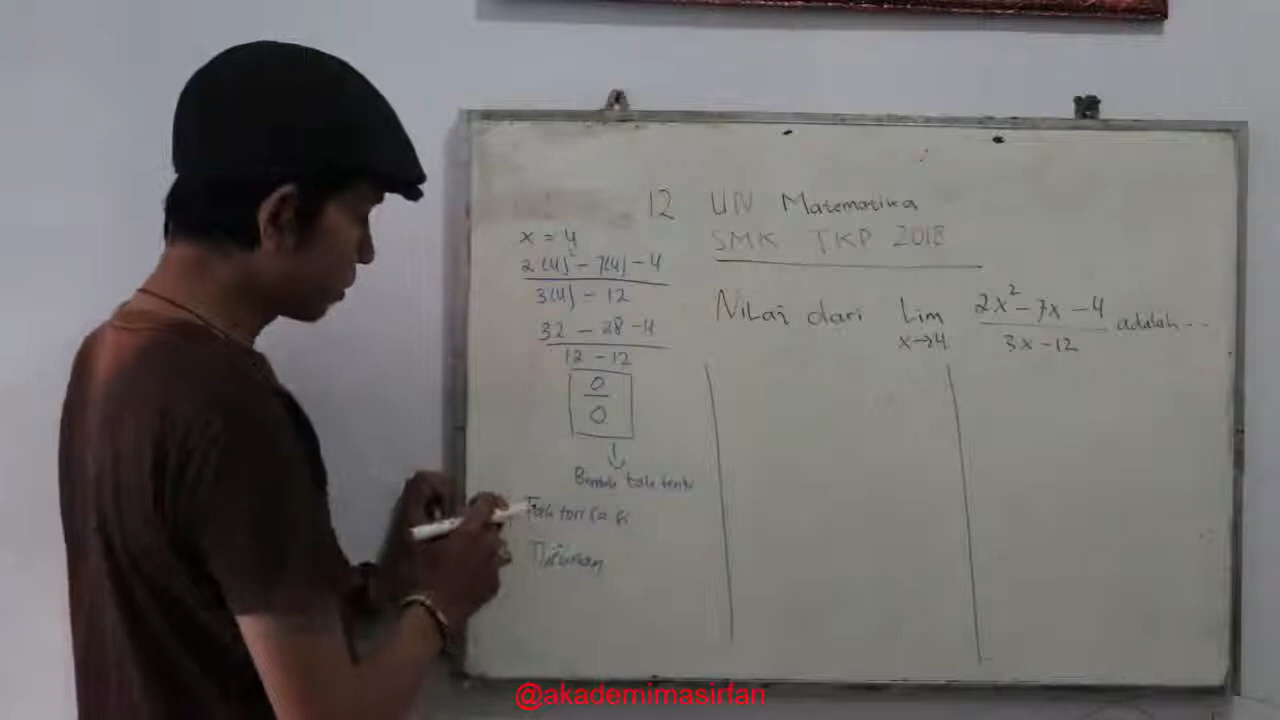 12 UN Matematika
SMK TKP 2018
x = 4
2(4)² - 7(4) - 4
3(4) - 12
32 - 28 - 4
12 - 12
0
0
Bentuk tak tentu
Faktorisasi
Turunan
Nilai dari Lim x→4 2x² - 7x - 4 / 3x - 12 adalah ...
@akademimasirfan